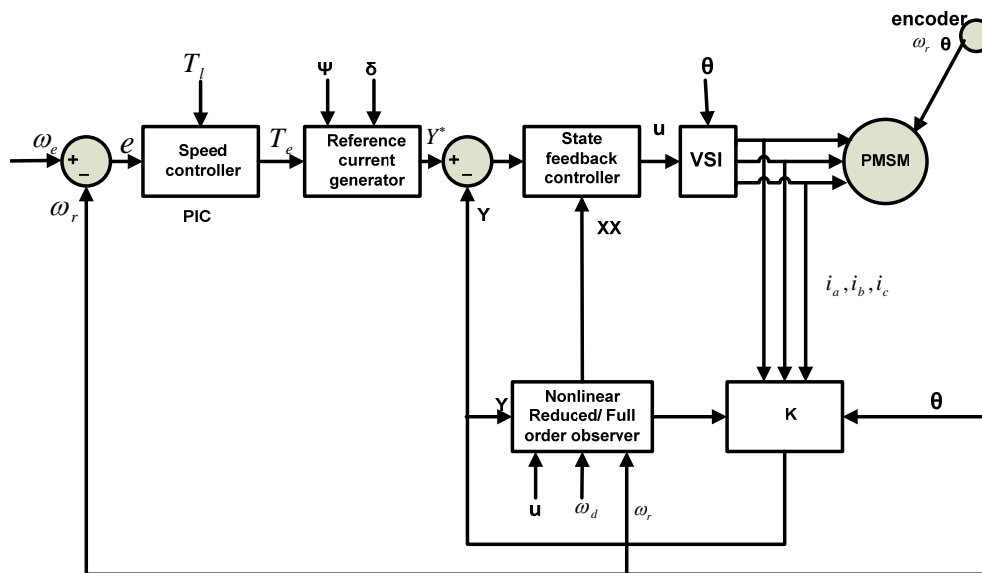 encoder
ω_r θ
T_l
Ψ
δ
θ
ω_e
+
−
e
Speed
controller
T_e
Reference
current
generator
Y*
+
−
State
feedback
controller
u
VSI
PMSM
ω_r
PIC
Y
XX
i_a, i_b, i_c
Y
Nonlinear
Reduced/ Full
order observer
K
θ
u
ω_d
ω_r